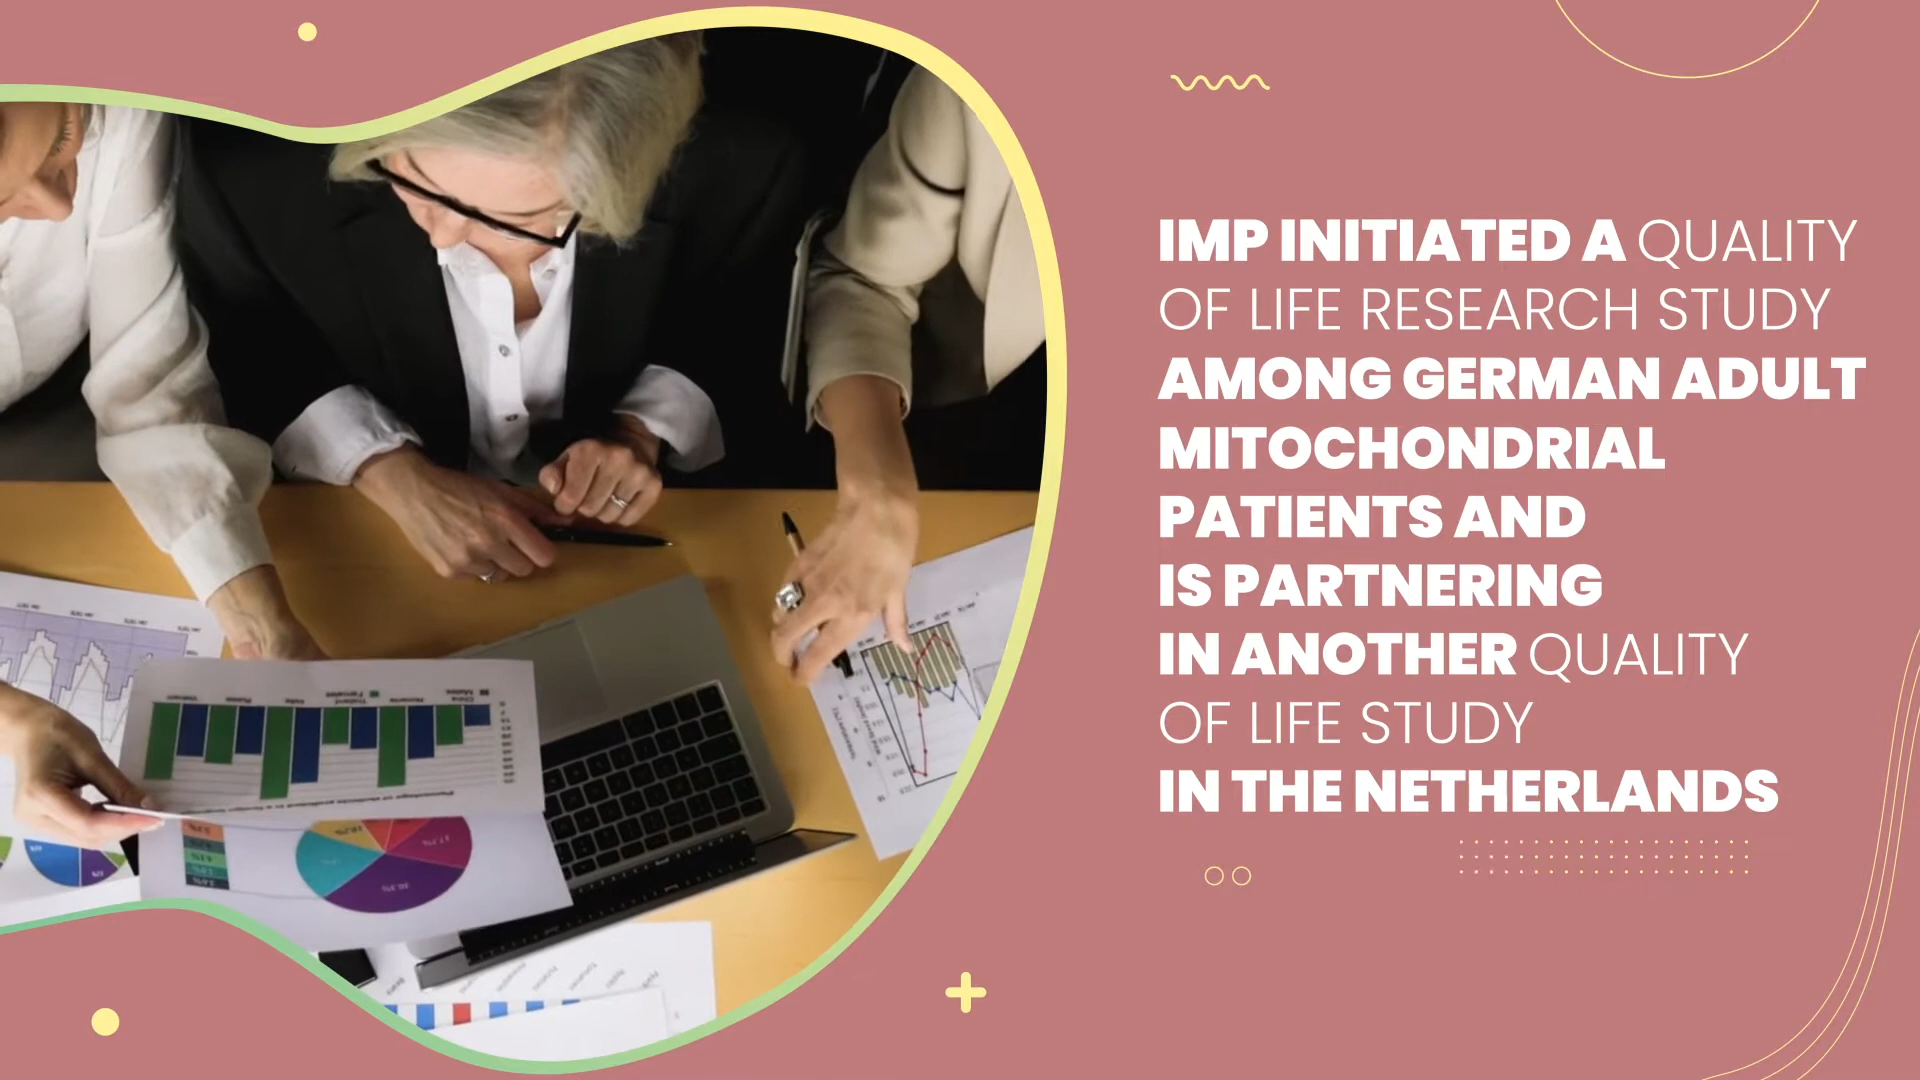 IMP INITIATED A QUALITY
OF LIFE RESEARCH STUDY
AMONG GERMAN ADULT
MITOCHONDRIAL
PATIENTS AND
IS PARTNERING
IN ANOTHER QUALITY
OF LIFE STUDY
IN THE NETHERLANDS